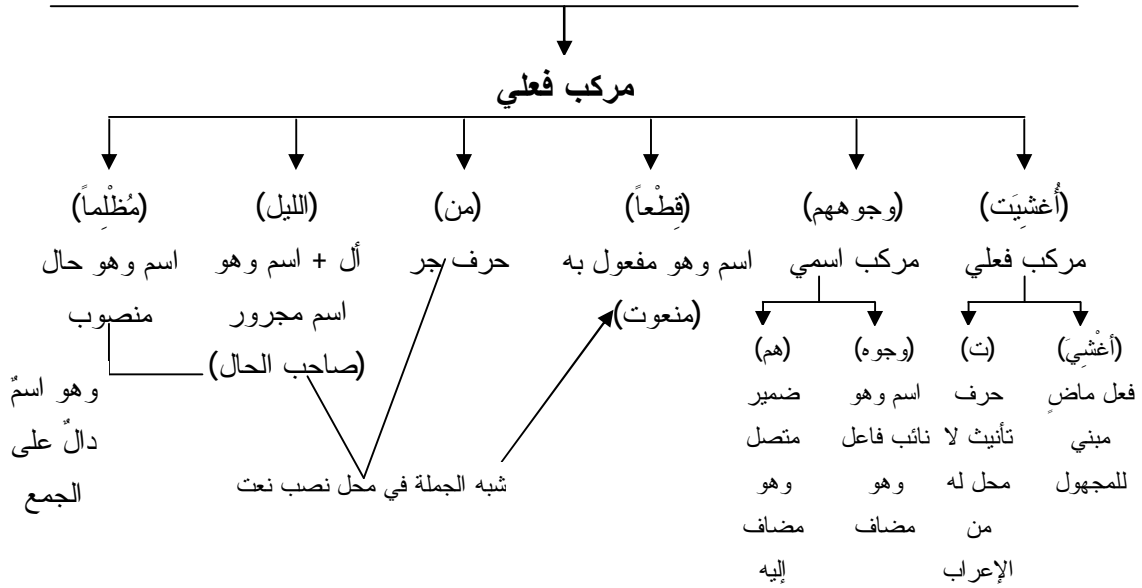 مركب فعلي
(أُغشيَت) (وجوههم) (قِطْعاً) (من) (الليل) (مُظْلِماً)
مركب فعلي مركب اسمي اسم وهو مفعول به حرف جر أل + اسم وهو اسم وهو حال
(منعوت) اسم مجرور منصوب
(صاحب الحال)
(أغْشِيَ) (ت) (وجوه) (هم)
فعل ماضٍ حرف اسم وهو ضمير وهو اسمٌ
مبني تأنيث لا نائب فاعل متصل دالٌ على
للمجهول محل له وهو وهو الجمع
من مضاف مضاف
الإعراب إليه
شبه الجملة في محل نصب نعت